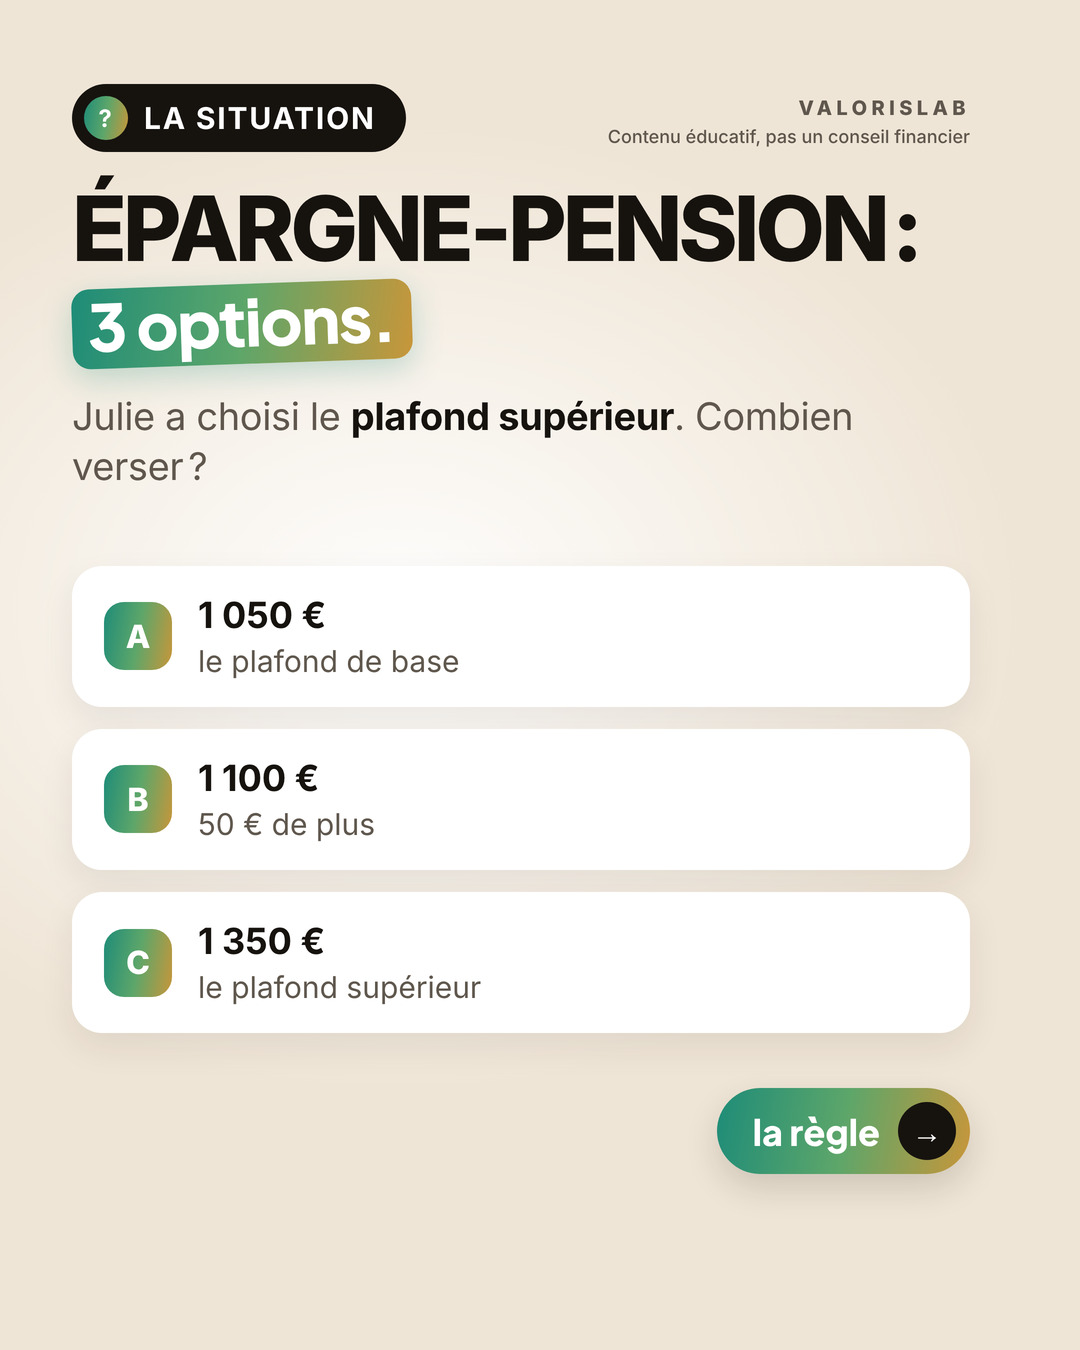 ? LA SITUATION
VALORISLAB
Contenu éducatif, pas un conseil financier
ÉPARGNE-PENSION :
3 options.
Julie a choisi le plafond supérieur. Combien
verser ?
A
1 050 €
le plafond de base
B
1 100 €
50 € de plus
C
1 350 €
le plafond supérieur
la règle →